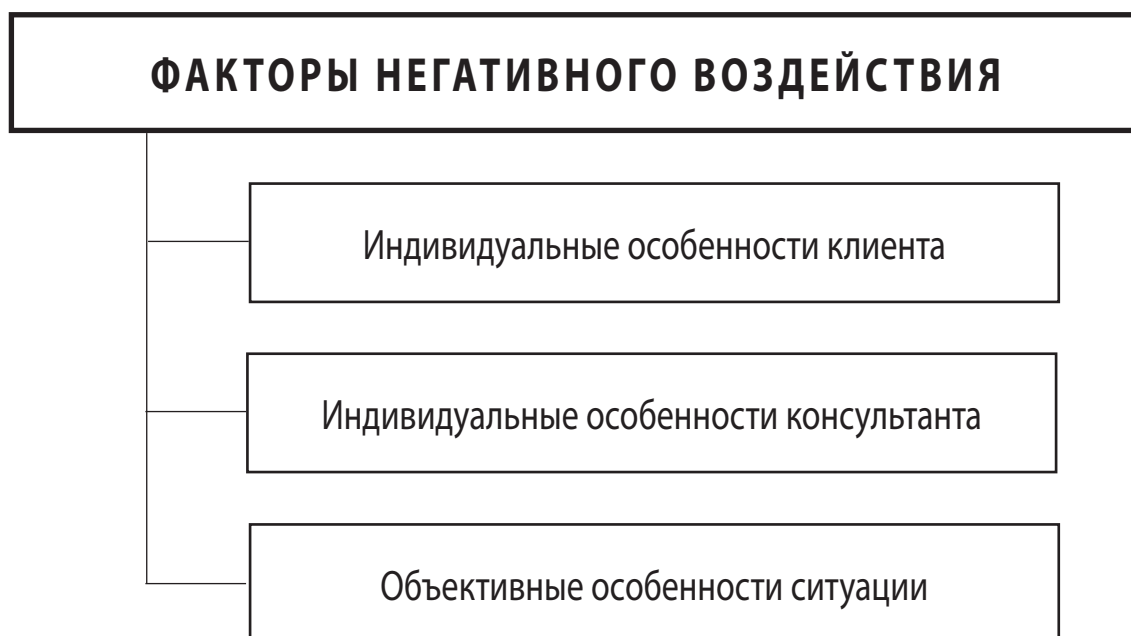 ФАКТОРЫ НЕГАТИВНОГО ВОЗДЕЙСТВИЯ
Индивидуальные особенности клиента
Индивидуальные особенности консультанта
Объективные особенности ситуации